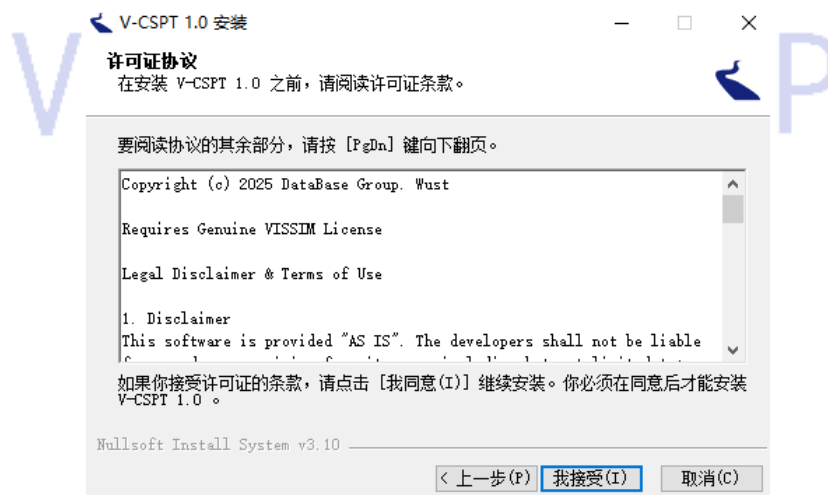 V-CSPT 1.0 安装
V
P
许可证协议
在安装 V-CSPT 1.0 之前，请阅读许可证条款。
要阅读协议的其余部分，请按 [PgDn] 键向下翻页。
Copyright (c) 2025 DataBase Group. Wust
Requires Genuine VISSIM License
Legal Disclaimer & Terms of Use
1. Disclaimer
This software is provided "AS IS". The developers shall not be liable
如果你接受许可证的条款，请点击 [我同意(I)] 继续安装。你必须在同意后才能安装
V-CSPT 1.0 。
Nullsoft Install System v3.10
< 上一步(P)
我接受(I)
取消(C)